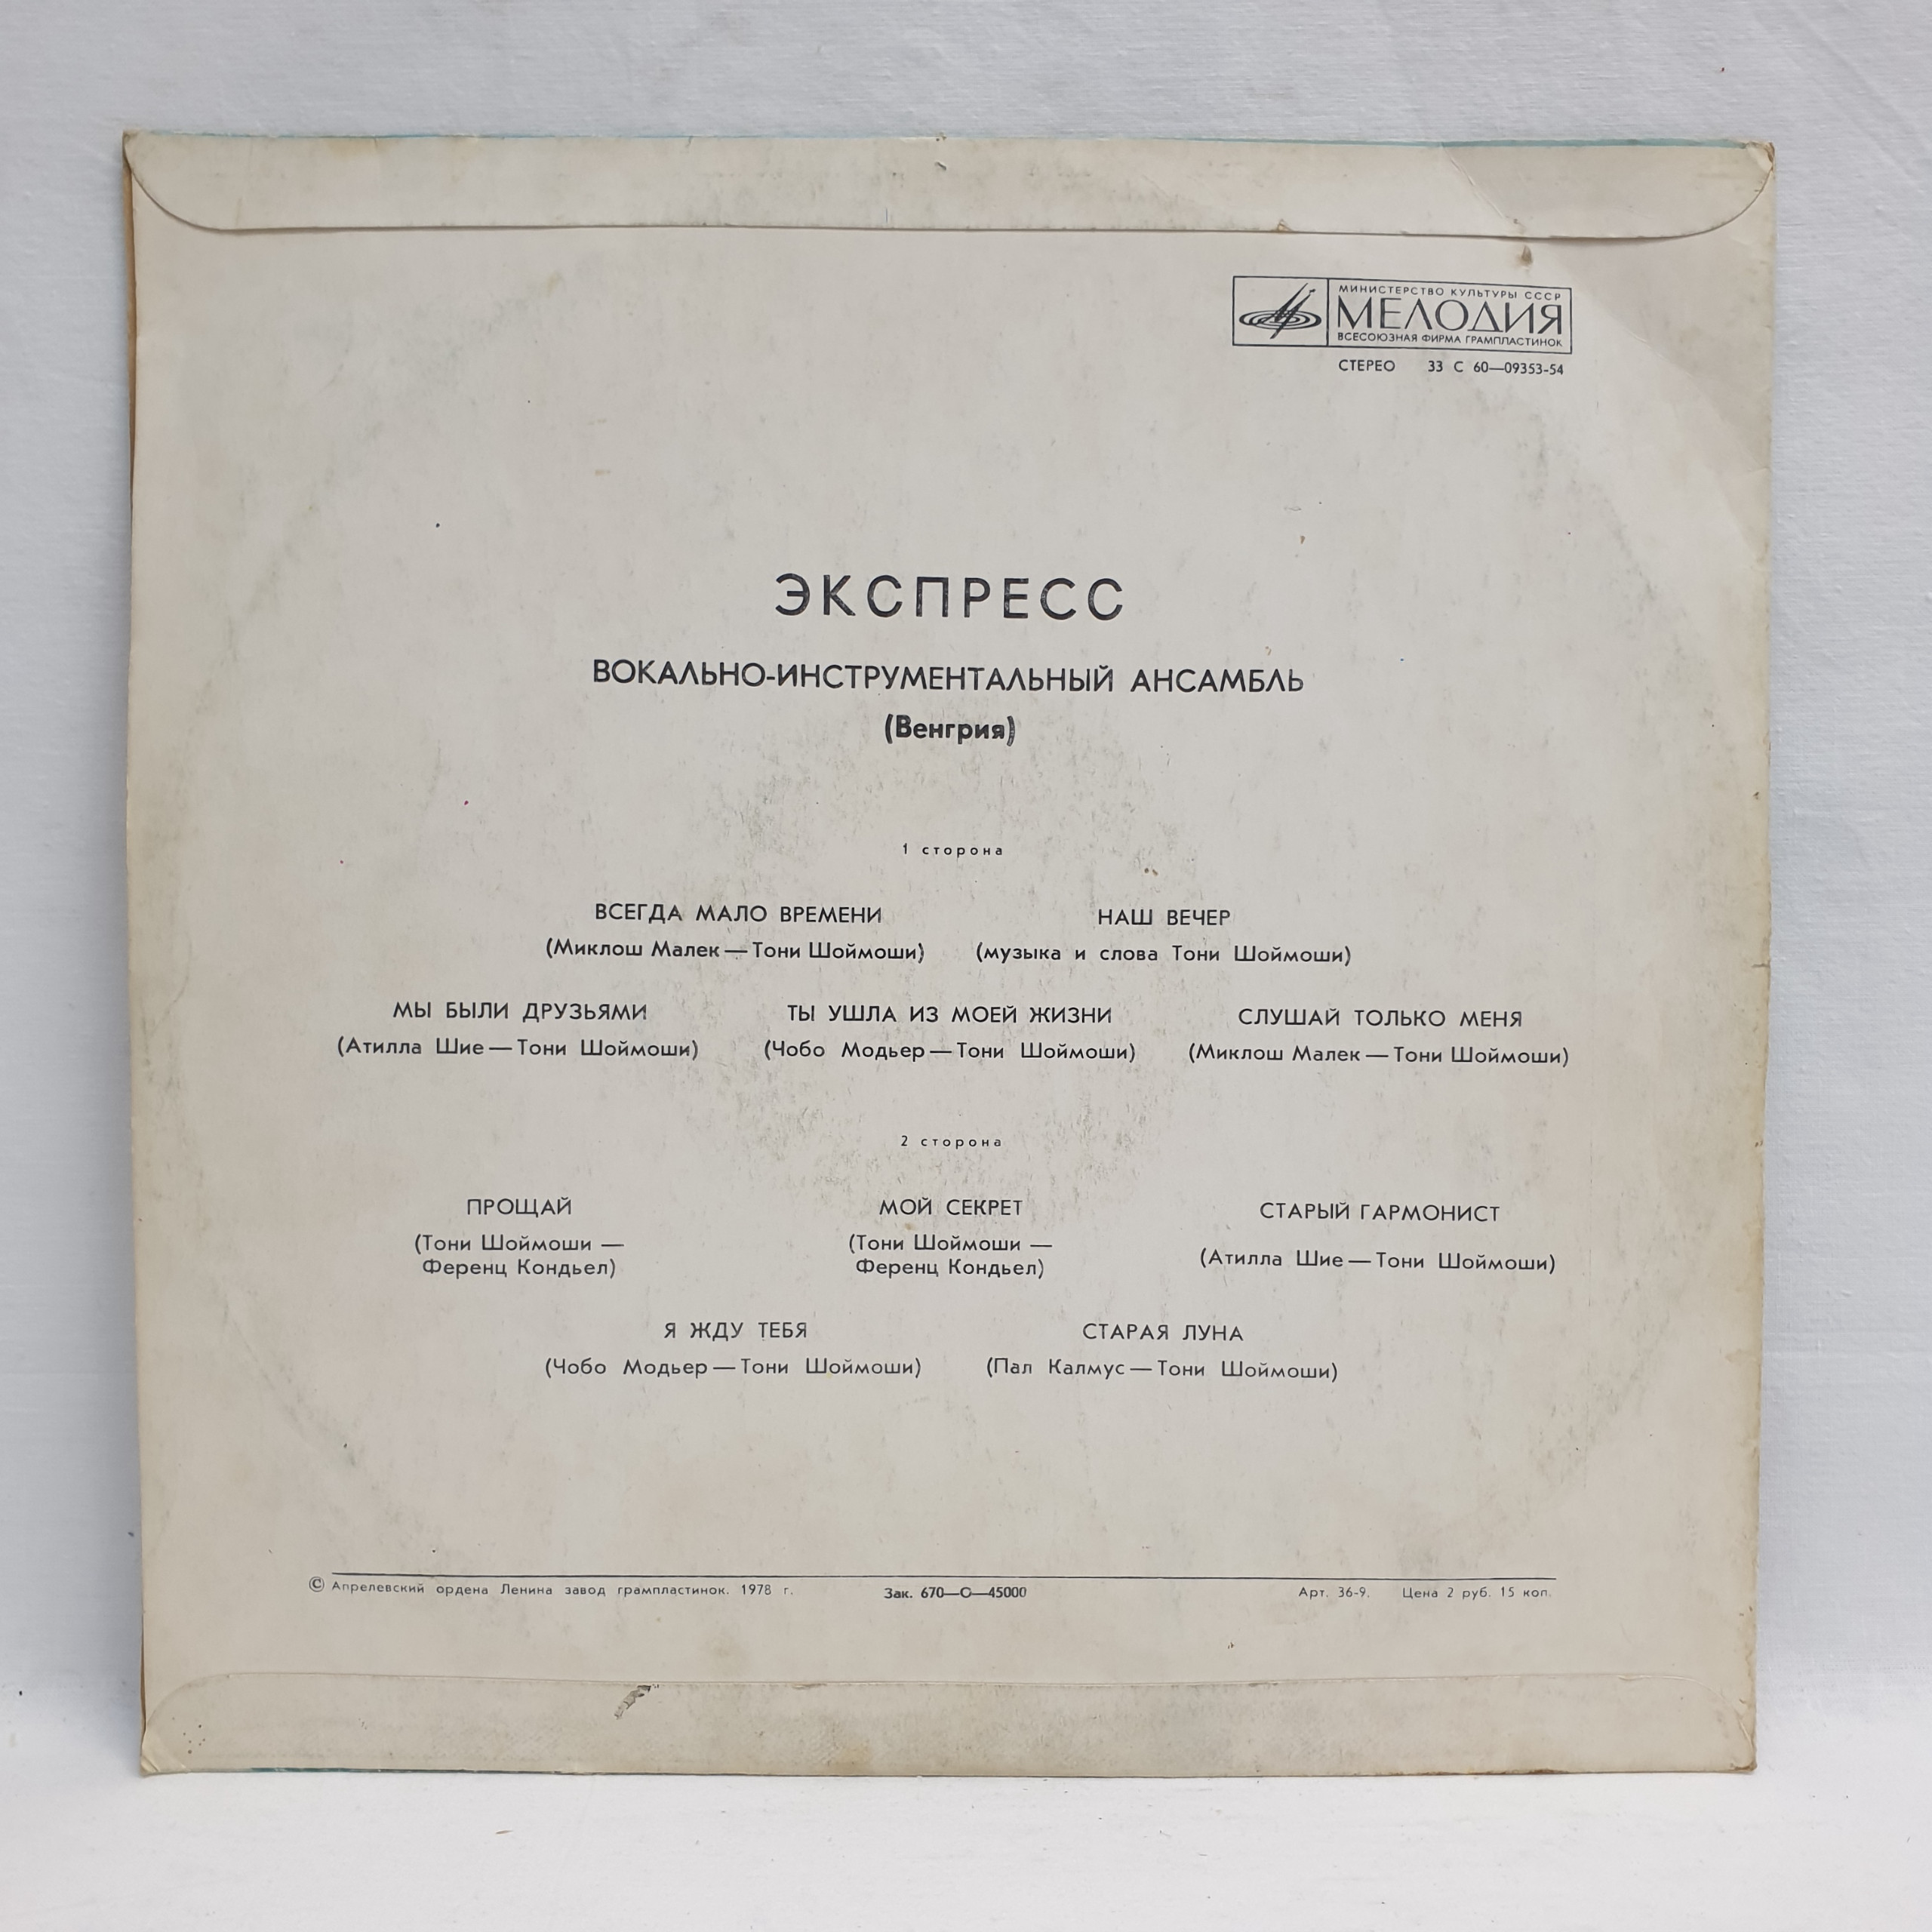 МИНИСТЕРСТВО КУЛЬТУРЫ СССР
МЕЛОДИЯ
ВСЕСОЮЗНАЯ ФИРМА ГРАМПЛАСТИНОК
СТЕРЕО 33 С 60—09353-54
ЭКСПРЕСС
ВОКАЛЬНО-ИНСТРУМЕНТАЛЬНЫЙ АНСАМБЛЬ
(Венгрия)
1 сторона
ВСЕГДА МАЛО ВРЕМЕНИ НАШ ВЕЧЕР
(Миклош Малек — Тони Шоймоши) (музыка и слова Тони Шоймоши)
МЫ БЫЛИ ДРУЗЬЯМИ ТЫ УШЛА ИЗ МОЕЙ ЖИЗНИ СЛУШАЙ ТОЛЬКО МЕНЯ
(Атилла Шие — Тони Шоймоши) (Чобо Модьер — Тони Шоймоши) (Миклош Малек — Тони Шоймоши)
2 сторона
ПРОЩАЙ МОЙ СЕКРЕТ СТАРЫЙ ГАРМОНИСТ
(Тони Шоймоши — (Тони Шоймоши — (Атилла Шие — Тони Шоймоши)
Ференц Кондьел) Ференц Кондьел)
Я ЖДУ ТЕБЯ СТАРАЯ ЛУНА
(Чобо Модьер — Тони Шоймоши) (Пал Калмус — Тони Шоймоши)
© Апрелевский ордена Ленина завод грампластинок. 1978 г. Зак. 670—О—45000 Арт. 36-9. Цена 2 руб. 15 коп.